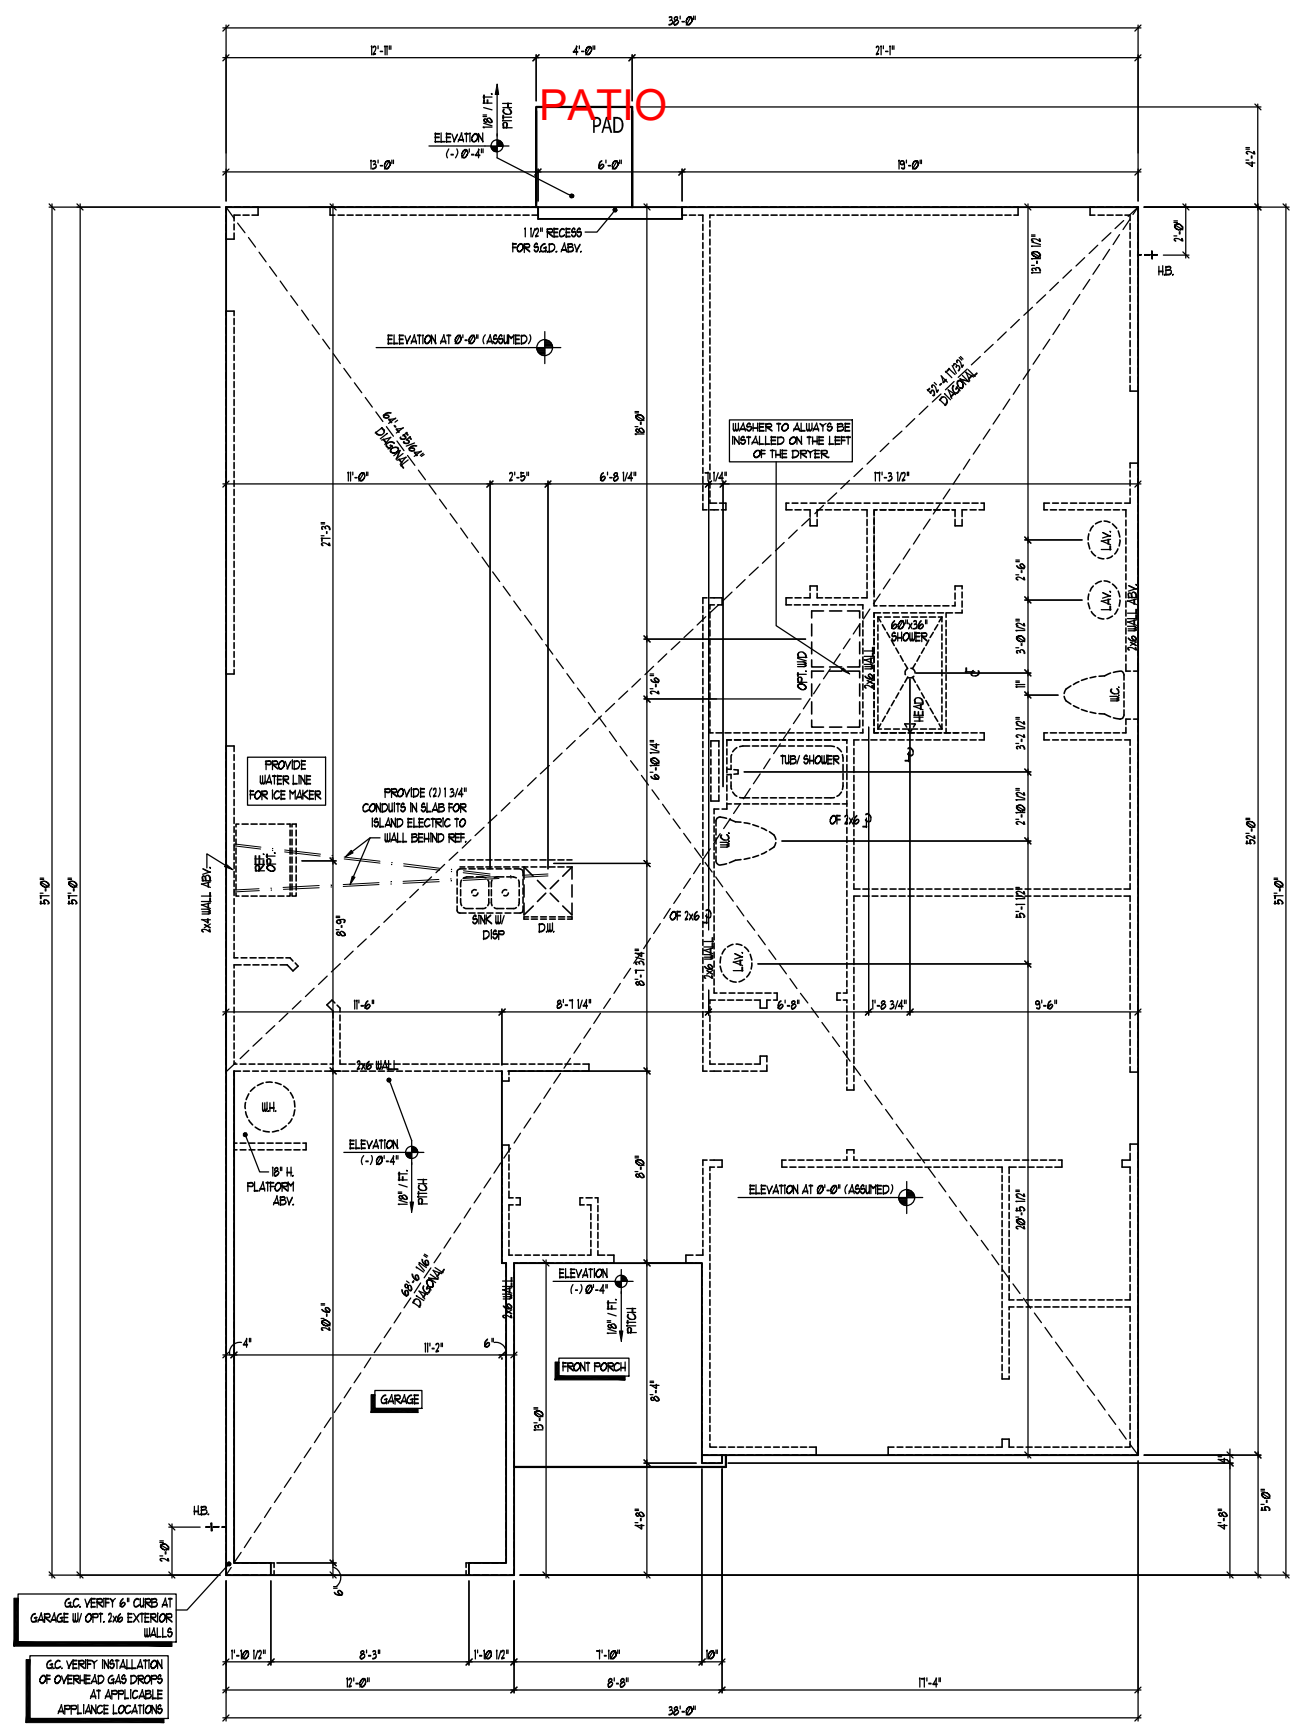 38'-0"
12'-11"
4'-0"
21'-1"
PATIO
PAD
1/8" / FT.
PITCH
ELEVATION
(-) 0'-4"
4'-2"
13'-0"
6'-0"
19'-0"
1 1/2" RECESS
FOR S.G.D. ABV.
13'-10 1/2"
2'-0"
H.B.
ELEVATION AT 0'-0" (ASSUMED)
64'-4 55/64"
DIAGONAL
52'-4 17/32"
DIAGONAL
18'-0"
WASHER TO ALWAYS BE
INSTALLED ON THE LEFT
OF THE DRYER.
11'-0"
2'-5"
6'-8 1/4"
17'-3 1/2"
27'-3"
LAV.
2'-6"
LAV.
2x6 WALL ABV.
60"x36"
SHOWER
3'-0 1/2"
OPT. W/D
2x6 WALL
2'-6"
11"
W.C.
HEAD
3'-2 1/2"
6'-10 1/4"
TUB/ SHOWER
PROVIDE
WATER LINE
FOR ICE MAKER
PROVIDE (2) 1 3/4"
CONDUITS IN SLAB FOR
ISLAND ELECTRIC TO
WALL BEHIND REF.
2'-10 1/2"
OF 2x6
W.C.
52'-0"
57'-0"
57'-0"
57'-0"
REF.
OPT.
2x4 WALL ABV.
8'-9"
SINK W/
DISP
D.W.
OF 2x6
5'-1 1/2"
2x6 WALL
LAV.
8'-7 3/4"
11'-6"
8'-7 1/4"
6'-8"
1'-8 3/4"
9'-6"
2x6 WALL
W.H.
ELEVATION
(-) 0'-4"
18" H.
PLATFORM
ABV.
1/8" / FT.
PITCH
8'-0"
ELEVATION AT 0'-0" (ASSUMED)
20'-5 1/2"
68'-6 1/16"
DIAGONAL
ELEVATION
(-) 0'-4"
2x6 WALL
1/8" / FT.
PITCH
20'-6"
4"
11'-2"
6"
FRONT PORCH
8'-4"
GARAGE
13'-0"
4"
H.B.
2'-0"
4'-8"
4'-8"
5'-0"
6"
G.C. VERIFY 6" CURB AT
GARAGE W/ OPT. 2x6 EXTERIOR
WALLS
G.C. VERIFY INSTALLATION
OF OVERHEAD GAS DROPS
AT APPLICABLE
APPLIANCE LOCATIONS
1'-10 1/2"
8'-3"
1'-10 1/2"
7'-10"
10"
12'-0"
8'-8"
17'-4"
38'-0"